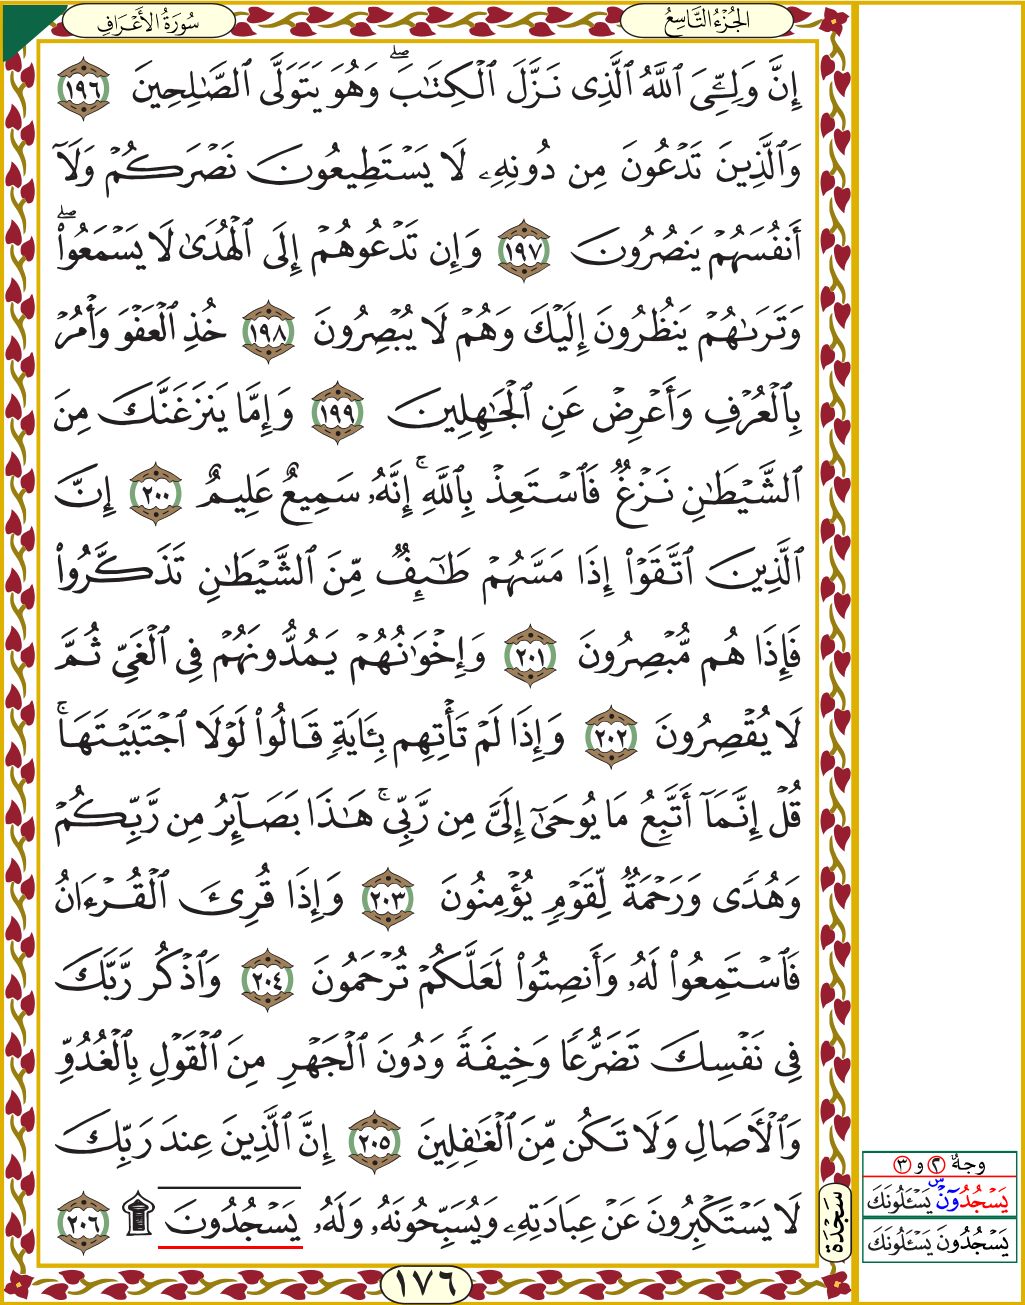 سُورَةُ الأَعْرَافِ
الجُزْءُ التَّاسِعُ
إِنَّ وَلِـِّۧيَ ٱللَّهُ ٱلَّذِي نَزَّلَ ٱلۡكِتَٰبَۖ وَهُوَ يَتَوَلَّى ٱلصَّٰلِحِينَ ١٩٦
وَٱلَّذِينَ تَدۡعُونَ مِن دُونِهِۦ لَا يَسۡتَطِيعُونَ نَصۡرَكُمۡ وَلَآ
أَنفُسَهُمۡ يَنصُرُونَ ١٩٧ وَإِن تَدۡعُوهُمۡ إِلَى ٱلۡهُدَىٰ لَا يَسۡمَعُواْۖ
وَتَرَىٰهُمۡ يَنظُرُونَ إِلَيۡكَ وَهُمۡ لَا يُبۡصِرُونَ ١٩٨ خُذِ ٱلۡعَفۡوَ وَأۡمُرۡ
بِٱلۡعُرۡفِ وَأَعۡرِضۡ عَنِ ٱلۡجَٰهِلِينَ ١٩٩ وَإِمَّا يَنزَغَنَّكَ مِنَ
ٱلشَّيۡطَٰنِ نَزۡغٞ فَٱسۡتَعِذۡ بِٱللَّهِۚ إِنَّهُۥ سَمِيعٌ عَلِيمٌ ٢٠٠ إِنَّ
ٱلَّذِينَ ٱتَّقَوۡاْ إِذَا مَسَّهُمۡ طَٰٓئِفٞ مِّنَ ٱلشَّيۡطَٰنِ تَذَكَّرُواْ
فَإِذَا هُم مُّبۡصِرُونَ ٢٠١ وَإِخۡوَٰنُهُمۡ يَمُدُّونَهُمۡ فِي ٱلۡغَيِّ ثُمَّ
لَا يُقۡصِرُونَ ٢٠٢ وَإِذَا لَمۡ تَأۡتِهِم بِـَٔايَةٖ قَالُواْ لَوۡلَا ٱجۡتَبَيۡتَهَاۚ
قُلۡ إِنَّمَآ أَتَّبِعُ مَا يُوحَىٰٓ إِلَيَّ مِن رَّبِّيۚ هَٰذَا بَصَآئِرُ مِن رَّبِّكُمۡ
وَهُدٗى وَرَحۡمَةٞ لِّقَوۡمٖ يُؤۡمِنُونَ ٢٠٣ وَإِذَا قُرِئَ ٱلۡقُرۡءَانُ
فَٱسۡتَمِعُواْ لَهُۥ وَأَنصِتُواْ لَعَلَّكُمۡ تُرۡحَمُونَ ٢٠٤ وَٱذۡكُر رَّبَّكَ
فِي نَفۡسِكَ تَضَرُّعٗا وَخِيفَةٗ وَدُونَ ٱلۡجَهۡرِ مِنَ ٱلۡقَوۡلِ بِٱلۡغُدُوِّ
وَٱلۡأٓصَالِ وَلَا تَكُن مِّنَ ٱلۡغَٰفِلِينَ ٢٠٥ إِنَّ ٱلَّذِينَ عِندَ رَبِّكَ
لَا يَسۡتَكۡبِرُونَ عَنۡ عِبَادَتِهِۦ وَيُسَبِّحُونَهُۥ وَلَهُۥ يَسۡجُدُونَۤ ۩ ٢٠٦
سَجْدَة
وجهٌ ٢ و ٣
يَسۡجُدُونَۜ يَسۡـَٔلُونَكَ
يَسۡجُدُونَ يَسۡـَٔلُونَكَ
١٧٦